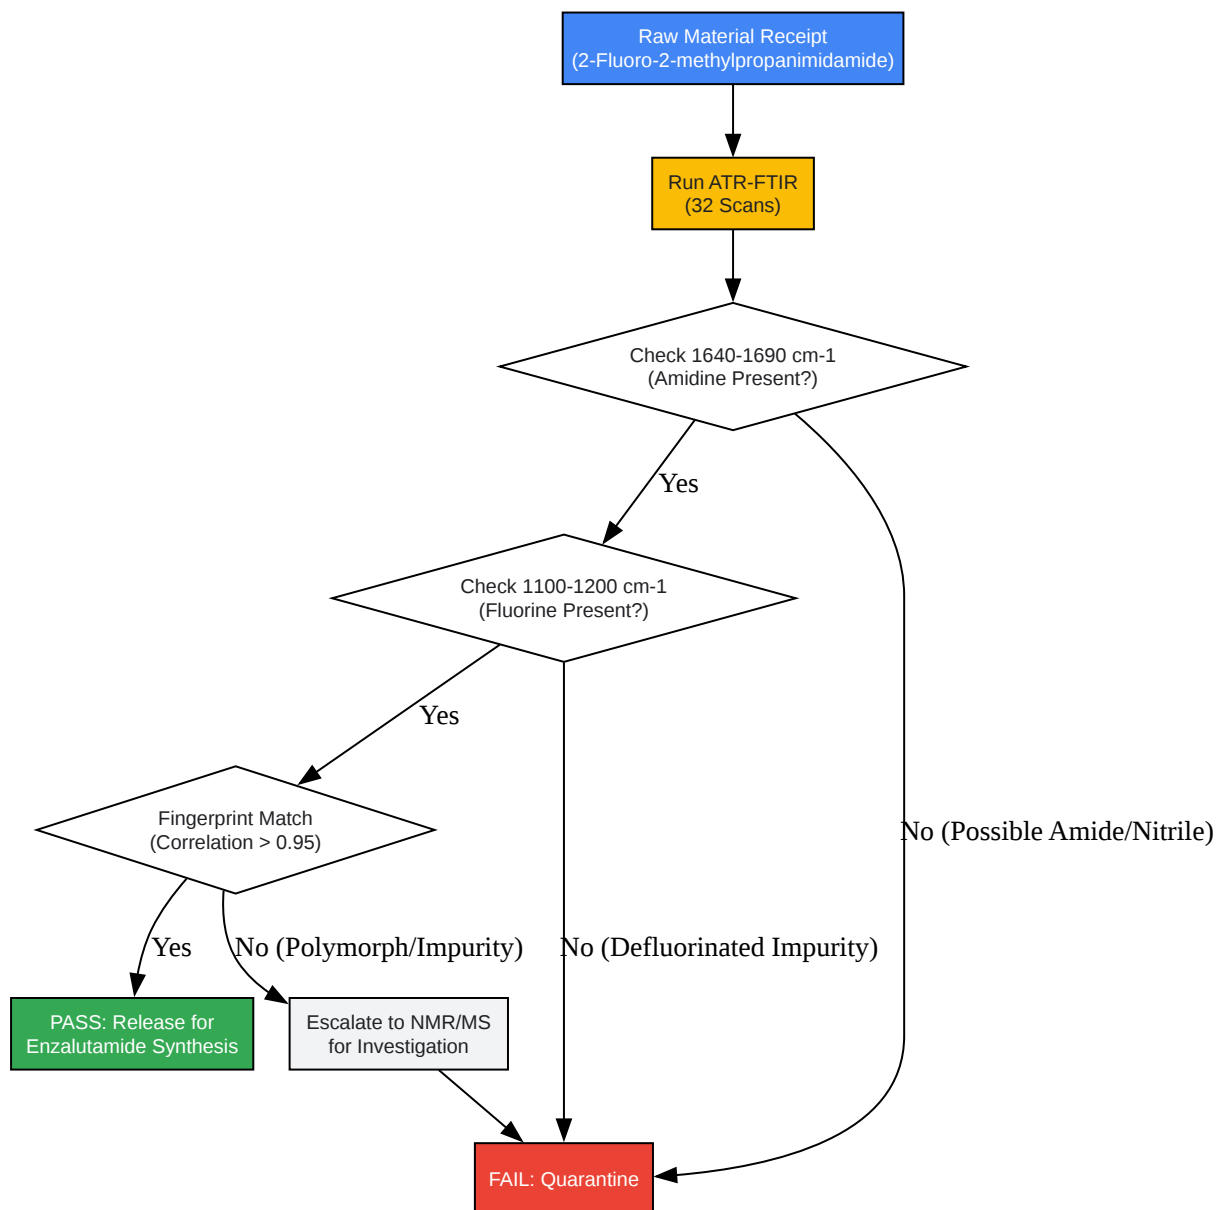 Raw Material Receipt
(2-Fluoro-2-methylpropanimidamide)
Run ATR-FTIR
(32 Scans)
Check 1640-1690 cm-1
(Amidine Present?)
Yes
Check 1100-1200 cm-1
(Fluorine Present?)
Yes
Fingerprint Match
(Correlation > 0.95)
No (Possible Amide/Nitrile)
Yes
No (Polymorph/Impurity)
No (Defluorinated Impurity)
PASS: Release for
Enzalutamide Synthesis
Escalate to NMR/MS
for Investigation
FAIL: Quarantine